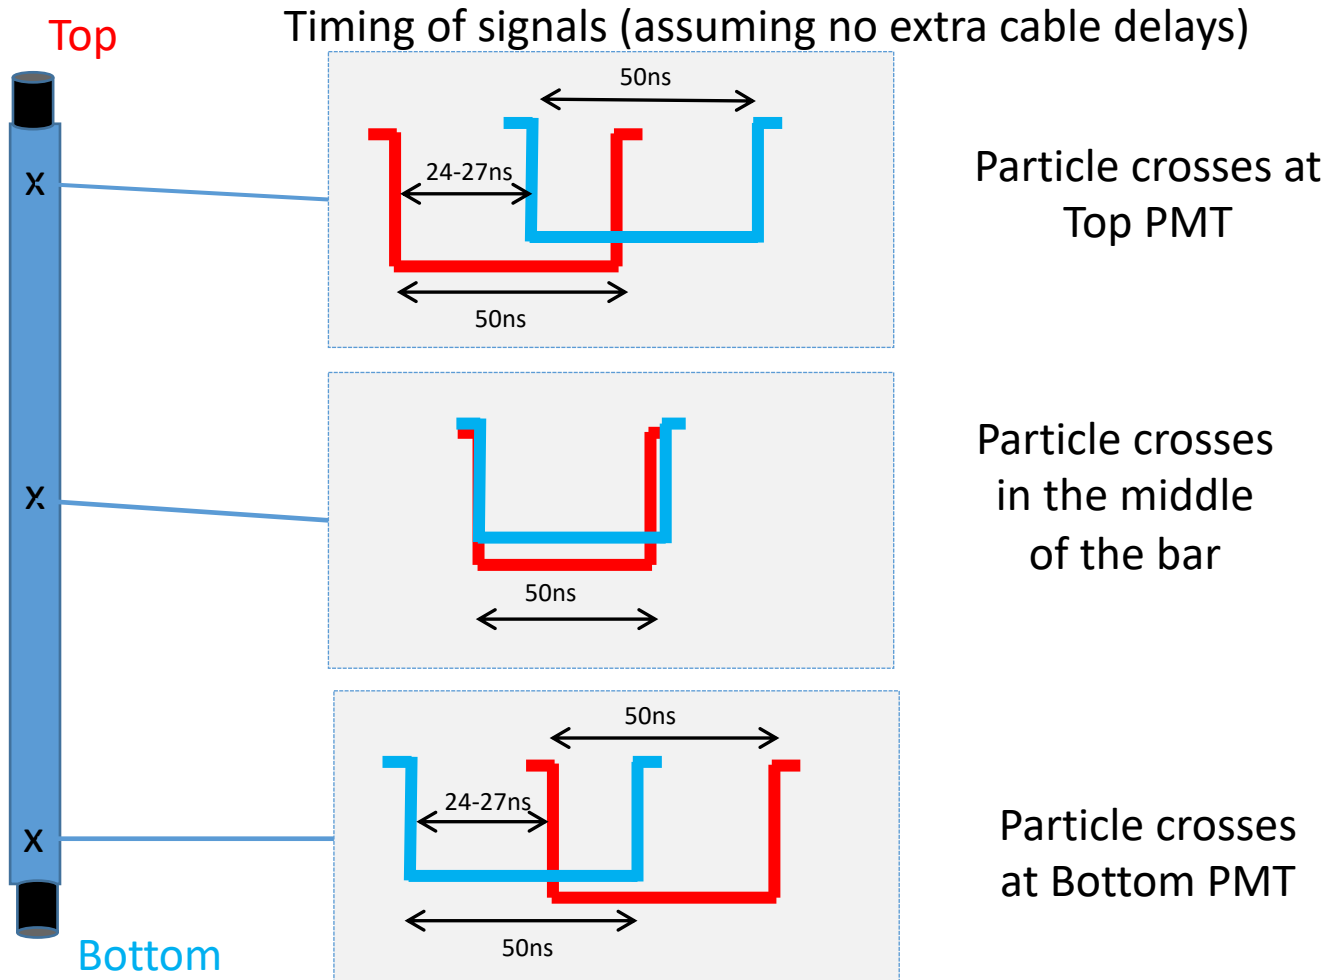 Top
Timing of signals (assuming no extra cable delays)
50ns
24-27ns
50ns
X
Particle crosses at
Top PMT
X
50ns
Particle crosses
in the middle
of the bar
50ns
24-27ns
50ns
X
Particle crosses
at Bottom PMT
Bottom